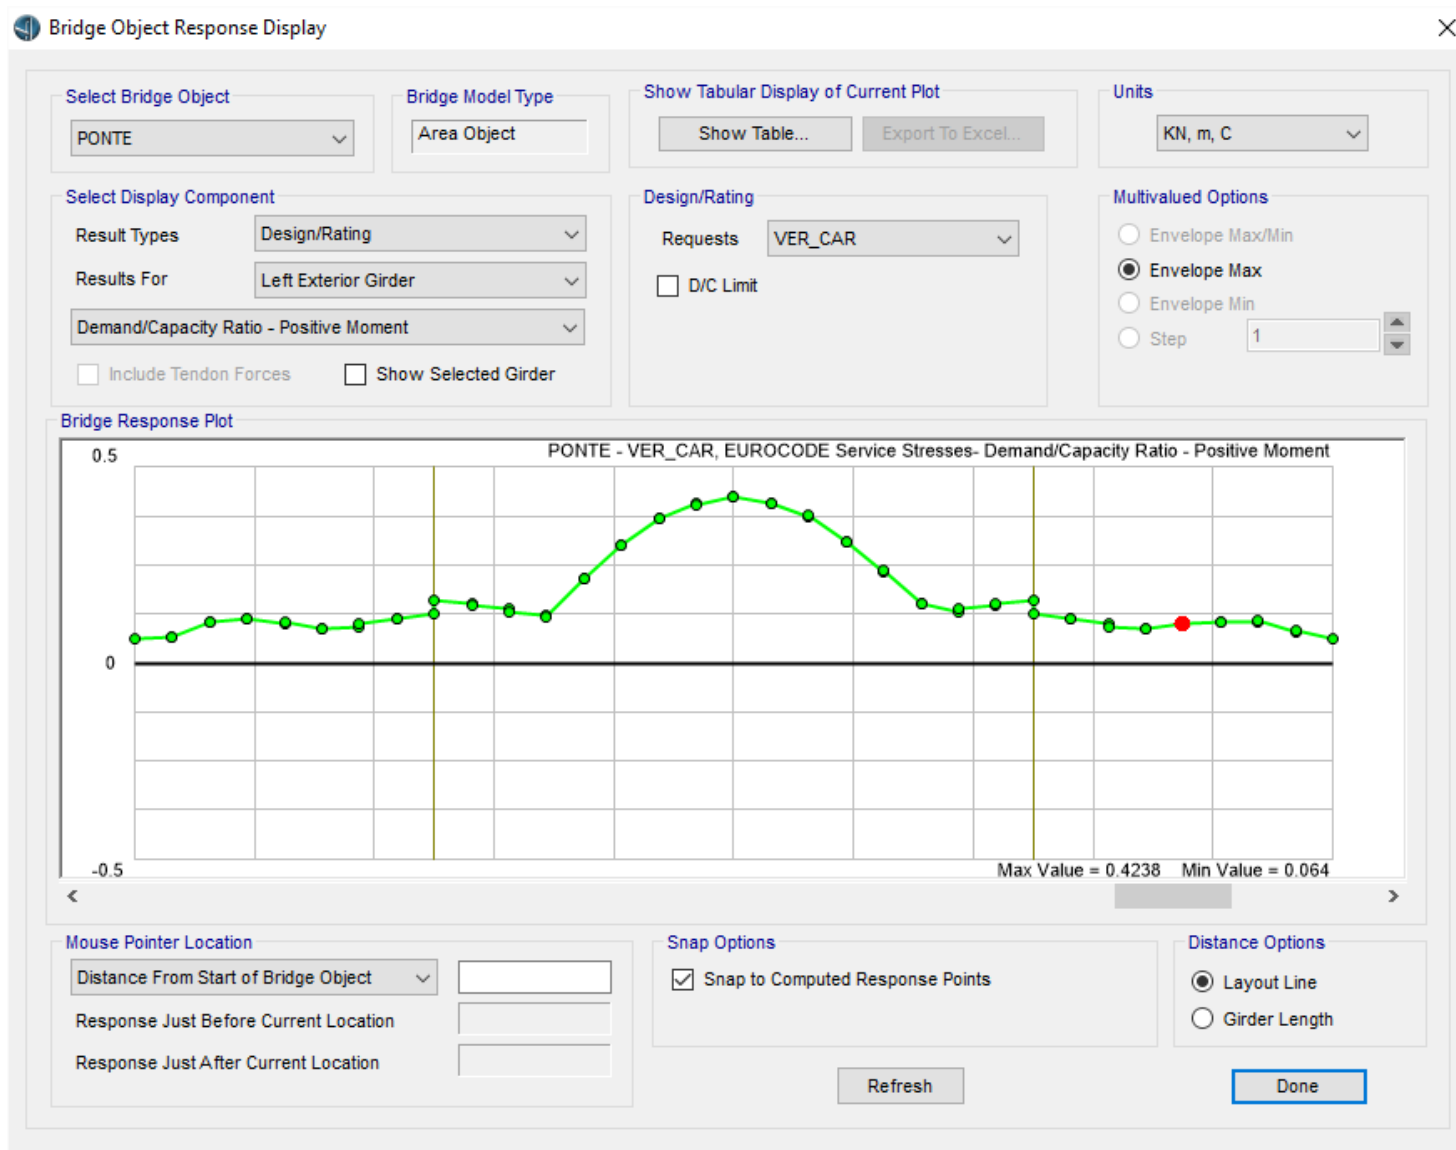 Bridge Object Response Display
Select Bridge Object
PONTE
Bridge Model Type
Area Object
Show Tabular Display of Current Plot
Show Table...
Export To Excel...
Units
KN, m, C
Select Display Component
Result Types
Design/Rating
Results For
Left Exterior Girder
Demand/Capacity Ratio - Positive Moment
Include Tendon Forces
Show Selected Girder
Design/Rating
Requests
VER_CAR
D/C Limit
Multivalued Options
Envelope Max/Min
Envelope Max
Envelope Min
Step
1
Bridge Response Plot
PONTE - VER_CAR, EUROCODE Service Stresses- Demand/Capacity Ratio - Positive Moment
0.5
0
-0.5
Max Value = 0.4238 Min Value = 0.064
Mouse Pointer Location
Distance From Start of Bridge Object
Response Just Before Current Location
Response Just After Current Location
Snap Options
Snap to Computed Response Points
Distance Options
Layout Line
Girder Length
Refresh
Done